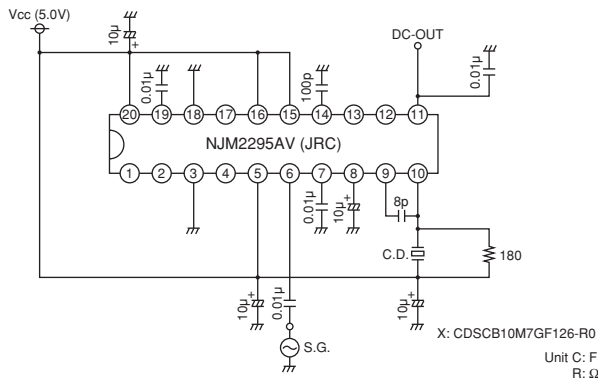 Vcc (5.0V)
10µ
+
0.01µ
100p
DC-OUT
0.01µ
20 19 18 17 16 15 14 13 12 11
NJM2295AV (JRC)
1 2 3 4 5 6 7 8 9 10
0.01µ
10µ
+
8p
C.D.
180
10µ
+
0.01µ
10µ
+
S.G.
X: CDSCB10M7GF126-R0
Unit C: F
R: Ω